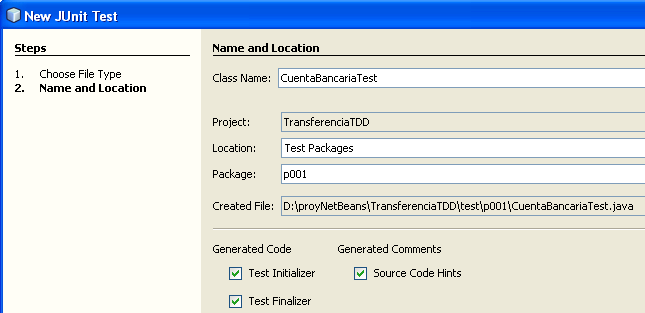 New JUnit Test
Steps
1. Choose File Type
2. Name and Location
Name and Location
Class Name: CuentaBancariaTest
Project: TransferenciaTDD
Location: Test Packages
Package: p001
Created File: D:\proyNetBeans\TransferenciaTDD\test\p001\CuentaBancariaTest.java
Generated Code Generated Comments
Test Initializer Source Code Hints
Test Finalizer